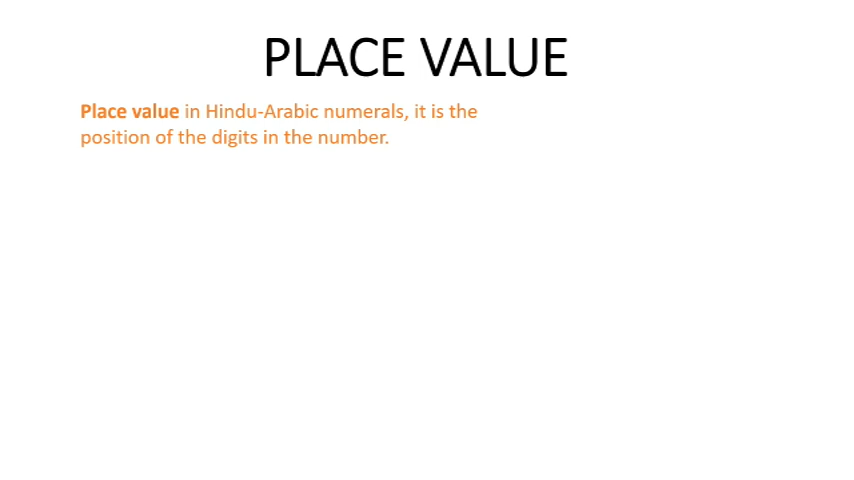 PLACE VALUE
Place value in Hindu-Arabic numerals, it is the
position of the digits in the number.